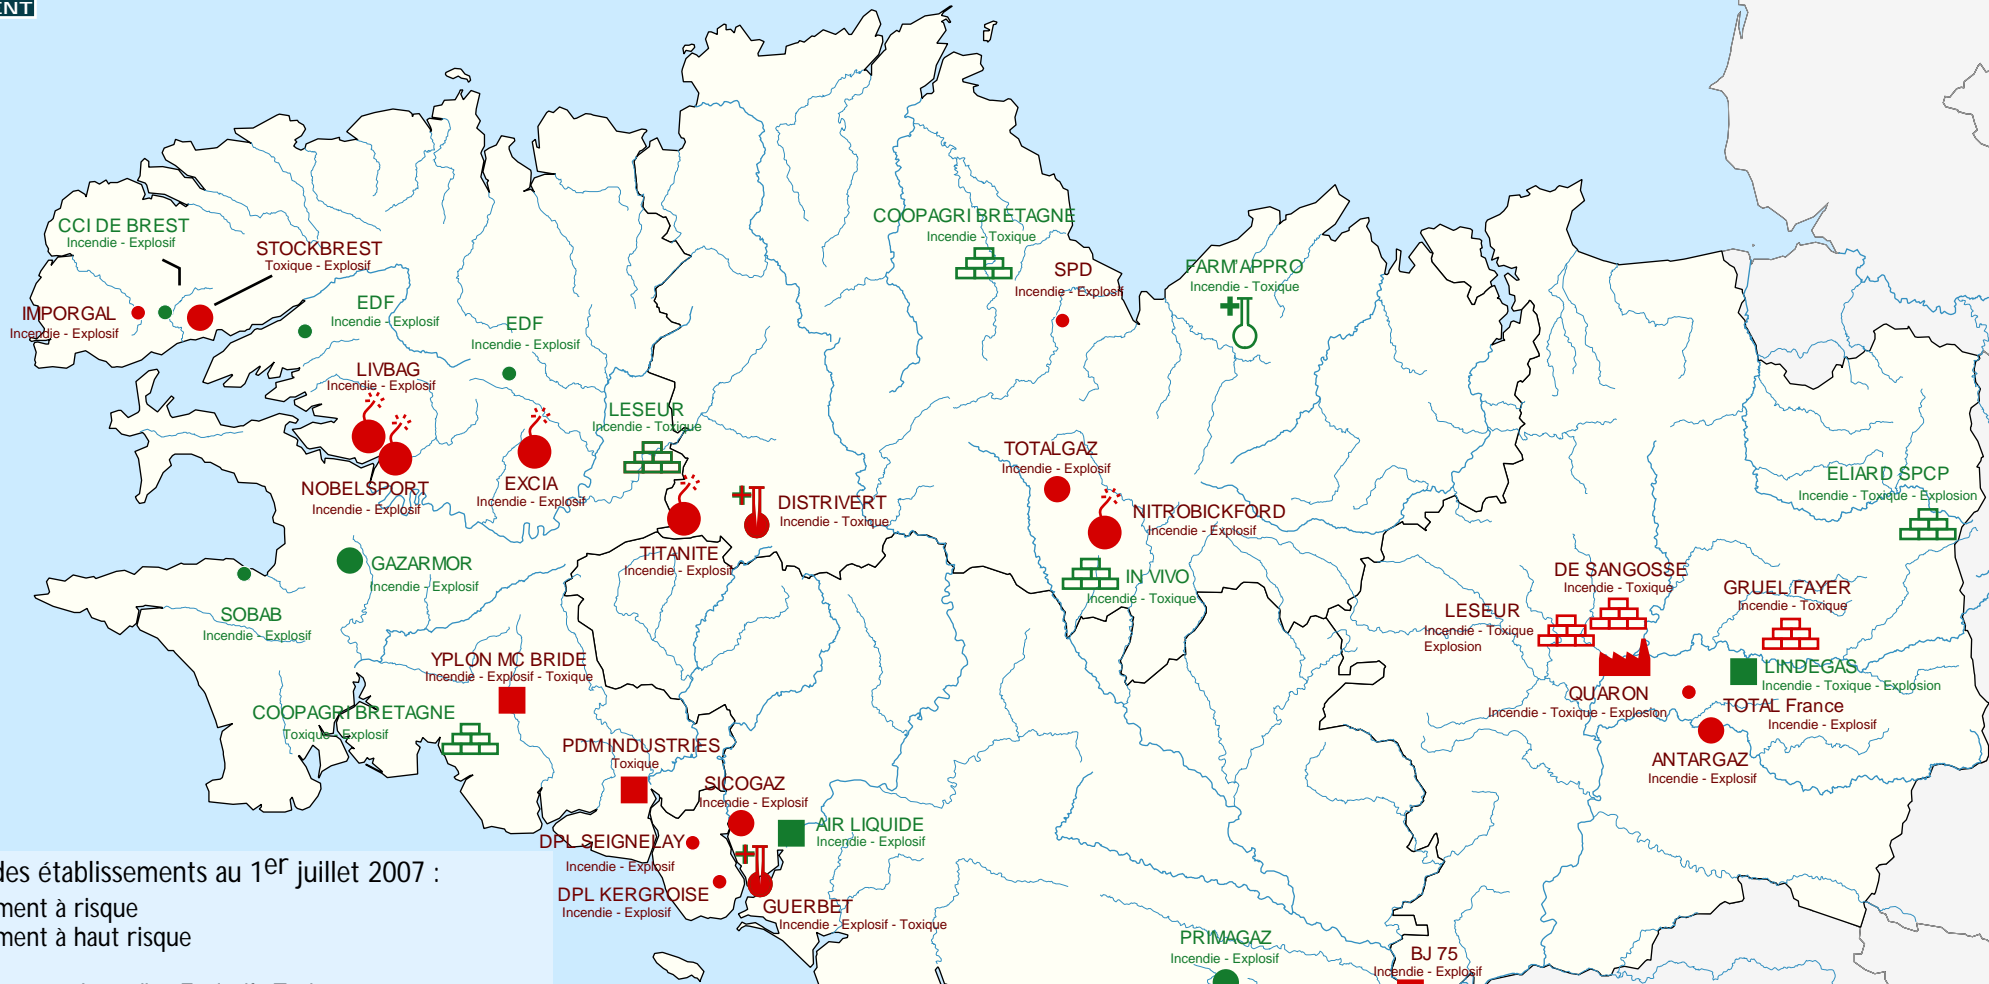 ENT
CCI DE BREST
Incendie - Explosif
STOCKBREST
Toxique - Explosif
IMPORGAL
Incendie - Explosif
EDF
Incendie - Explosif
EDF
Incendie - Explosif
LIVBAG
Incendie - Explosif
NOBELSPORT
Incendie - Explosif
EXCIA
Incendie - Explosif
LESEUR
Incendie - Toxique
COOPAGRI BRETAGNE
Incendie - Toxique
SPD
Incendie - Explosif
FARM'APPRO
Incendie - Toxique
TOTALGAZ
Incendie - Explosif
NITROBICKFORD
Incendie - Explosif
DISTRIVERT
Incendie - Toxique
TITANITE
Incendie - Explosif
IN VIVO
Incendie - Toxique
ELIARD SPCP
Incendie - Toxique - Explosion
DE SANGOSSE
Incendie - Toxique
GRUEL FAYER
Incendie - Toxique
LESEUR
Incendie - Toxique
Explosion
LINDEGAS
Incendie - Toxique - Explosion
QUARON
Incendie - Toxique - Explosion
TOTAL France
Incendie - Explosif
ANTARGAZ
Incendie - Explosif
GAZARMOR
Incendie - Explosif
SOBAB
Incendie - Explosif
YPLON MC BRIDE
Incendie - Explosif - Toxique
COOPAGRI BRETAGNE
Toxique - Explosif
PDM INDUSTRIES
Toxique
SICOGAZ
Incendie - Explosif
AIR LIQUIDE
Incendie - Explosif
DPL SEIGNELAY
Incendie - Explosif
DPL KERGROISE
Incendie - Explosif
GUERBET
Incendie - Explosif - Toxique
PRIMAGAZ
Incendie - Explosif
BJ 75
Incendie - Explosif
des établissements au 1er juillet 2007 :
ment à risque
ment à haut risque